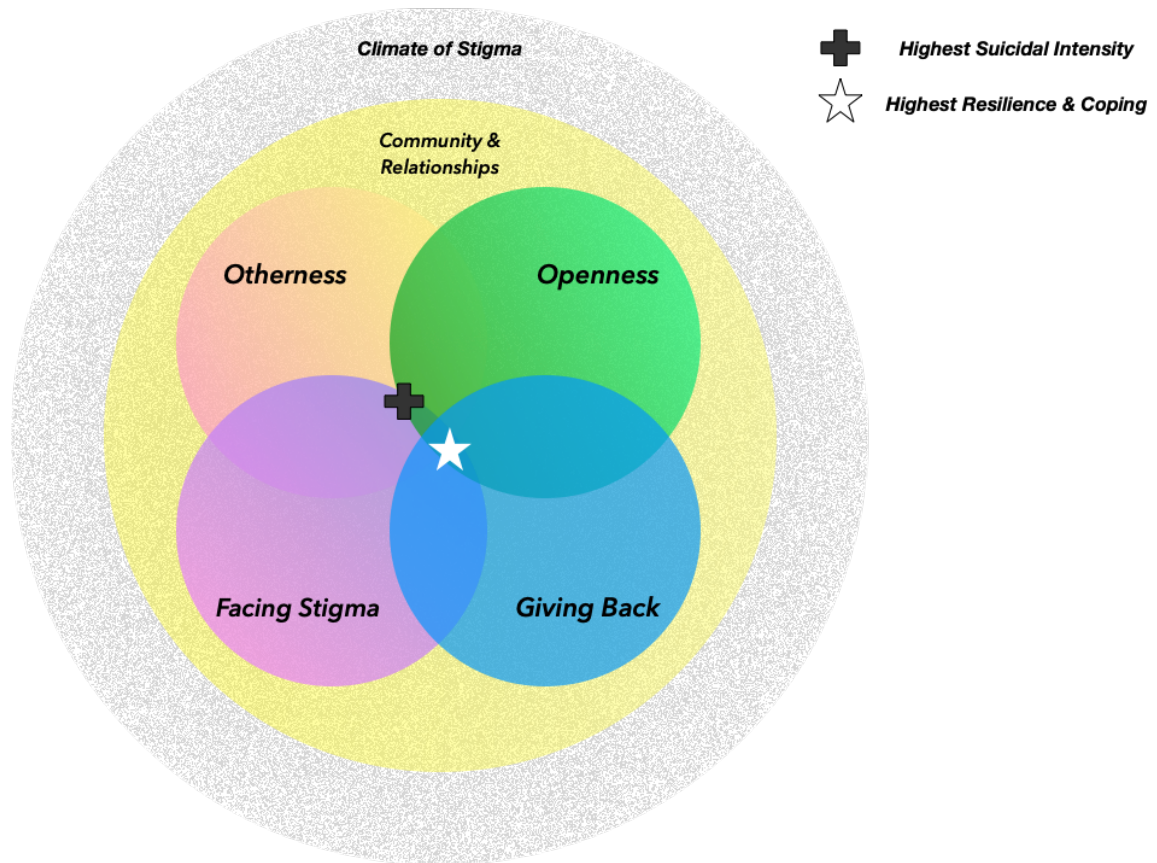 Climate of Stigma
Highest Suicidal Intensity
Highest Resilience & Coping
Community &
Relationships
Otherness
Openness
Facing Stigma
Giving Back